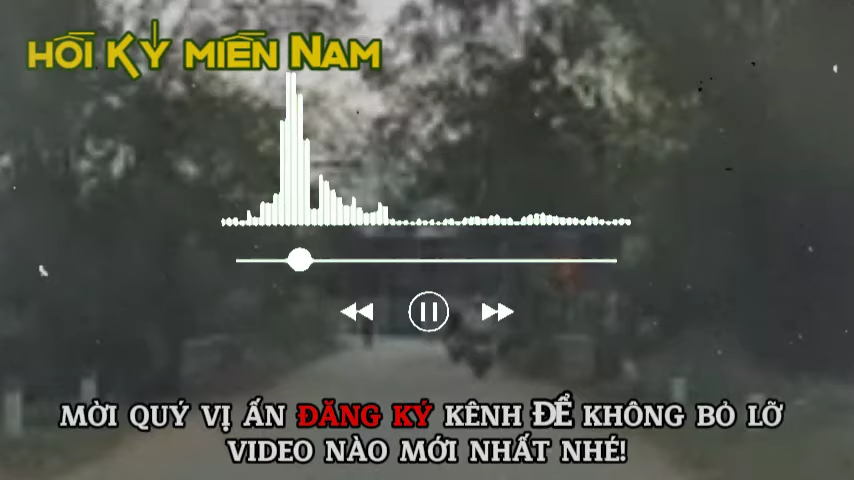 HỒI KÝ MIỀN NAM
MỜI QUÝ VỊ ẤN ĐĂNG KÝ KÊNH ĐỂ KHÔNG BỎ LỠ
VIDEO NÀO MỚI NHẤT NHÉ!